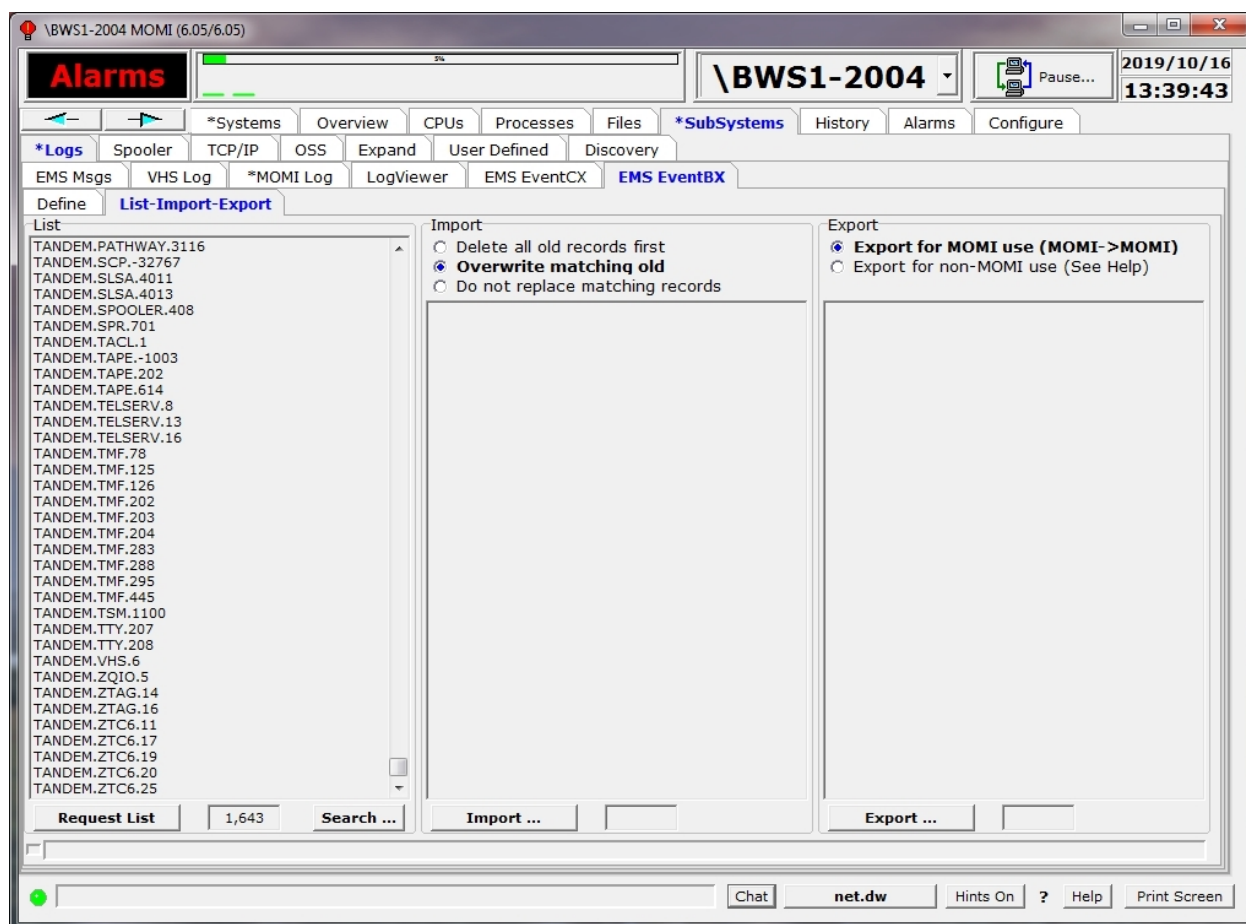 \BWS1-2004 MOMI (6.05/6.05)
Alarms
5%
\BWS1-2004
Pause...
2019/10/16
13:39:43
*Systems Overview CPUs Processes Files *SubSystems History Alarms Configure
*Logs Spooler TCP/IP OSS Expand User Defined Discovery
EMS Msgs VHS Log *MOMI Log LogViewer EMS EventCX EMS EventBX
Define List-Import-Export
List
TANDEM.PATHWAY.3116
TANDEM.SCP.-32767
TANDEM.SLSA.4011
TANDEM.SLSA.4013
TANDEM.SPOOLER.408
TANDEM.SPR.701
TANDEM.TACL.1
TANDEM.TAPE.-1003
TANDEM.TAPE.202
TANDEM.TAPE.614
TANDEM.TELSERV.8
TANDEM.TELSERV.13
TANDEM.TELSERV.16
TANDEM.TMF.78
TANDEM.TMF.125
TANDEM.TMF.126
TANDEM.TMF.202
TANDEM.TMF.203
TANDEM.TMF.204
TANDEM.TMF.283
TANDEM.TMF.288
TANDEM.TMF.295
TANDEM.TMF.445
TANDEM.TSM.1100
TANDEM.TTY.207
TANDEM.TTY.208
TANDEM.VHS.6
TANDEM.ZQIO.5
TANDEM.ZTAG.14
TANDEM.ZTAG.16
TANDEM.ZTC6.11
TANDEM.ZTC6.17
TANDEM.ZTC6.19
TANDEM.ZTC6.20
TANDEM.ZTC6.25
Request List 1,643 Search ...
Import
Delete all old records first
Overwrite matching old
Do not replace matching records
Import ...
Export
Export for MOMI use (MOMI->MOMI)
Export for non-MOMI use (See Help)
Export ...
Chat net.dw Hints On ? Help Print Screen